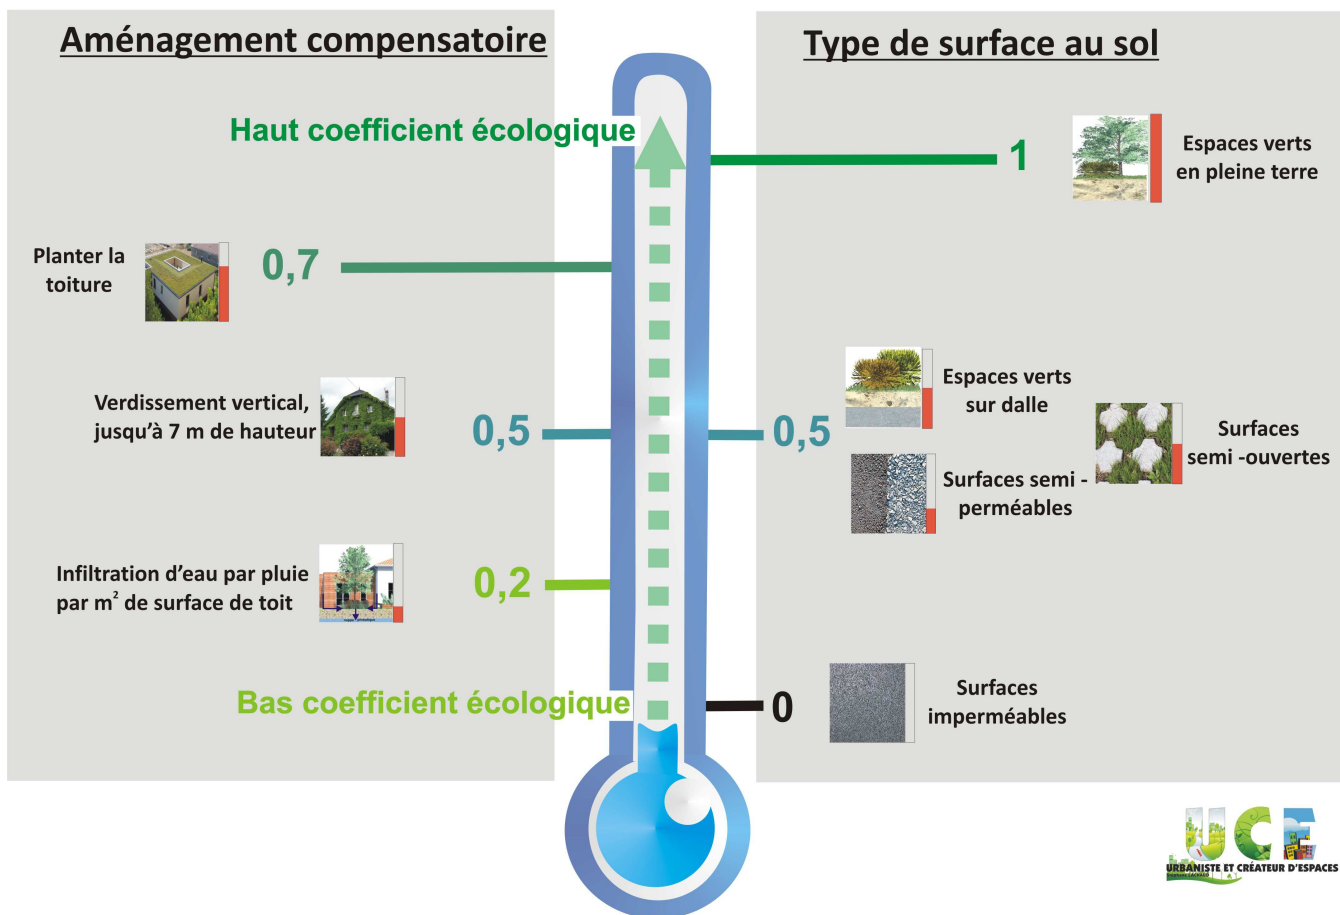 Aménagement compensatoire
Haut coefficient écologique
Planter la
toiture
0,7
Verdissement vertical,
jusqu'à 7 m de hauteur
0,5
Infiltration d'eau par pluie
par m² de surface de toit
0,2
Bas coefficient écologique
Type de surface au sol
1
Espaces verts
en pleine terre
0,5
Espaces verts
sur dalle
Surfaces
semi -ouvertes
Surfaces semi -
perméables
0
Surfaces
imperméables
UCE
URBANISTE ET CRÉATEUR D'ESPACES